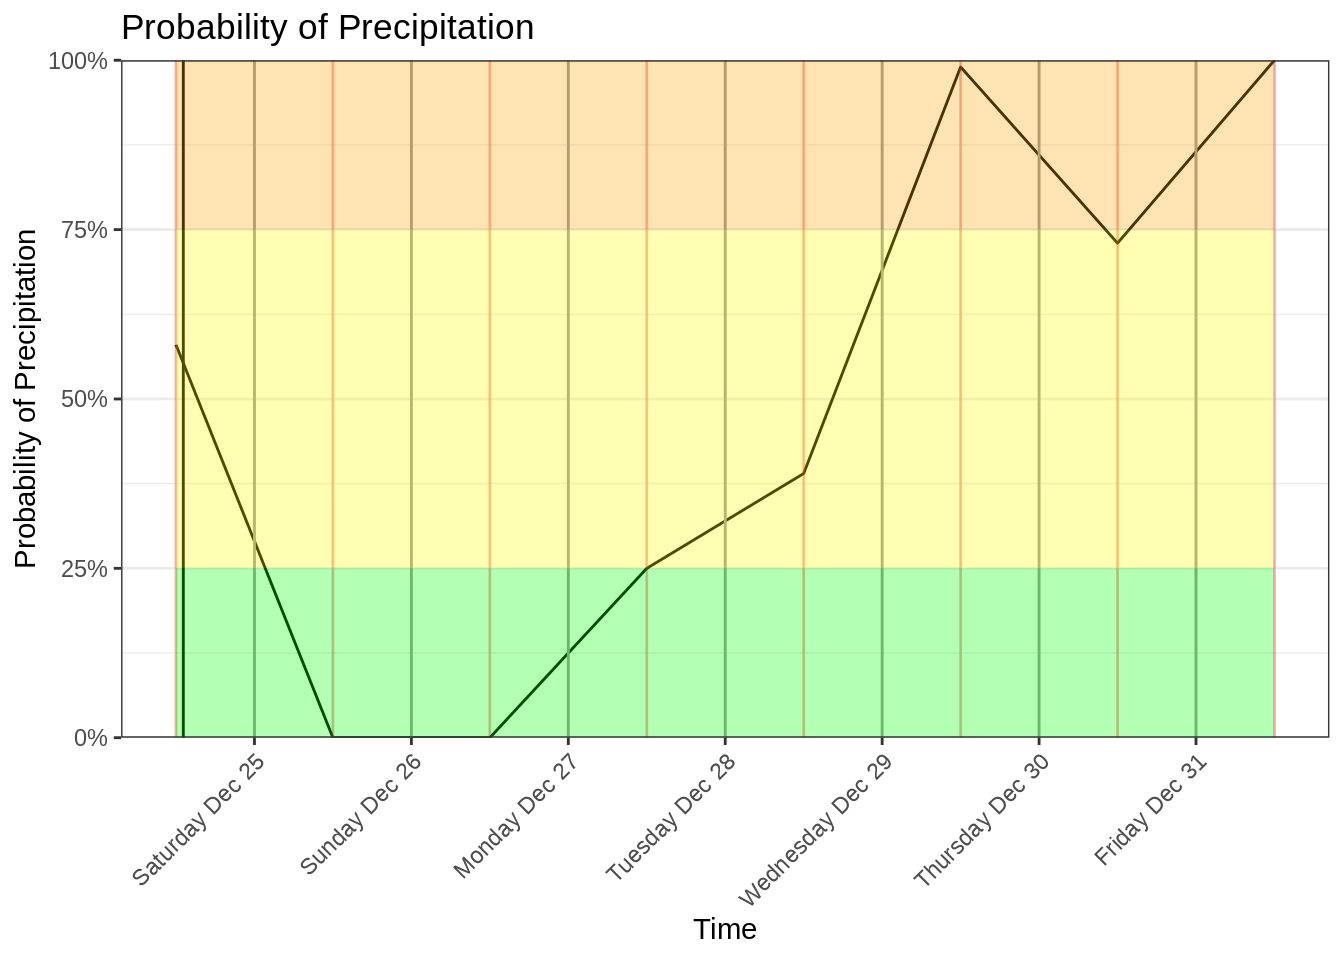 Probability of Precipitation
Probability of Precipitation
100%
75%
50%
25%
0%
Saturday Dec 25
Sunday Dec 26
Monday Dec 27
Tuesday Dec 28
Wednesday Dec 29
Thursday Dec 30
Friday Dec 31
Time